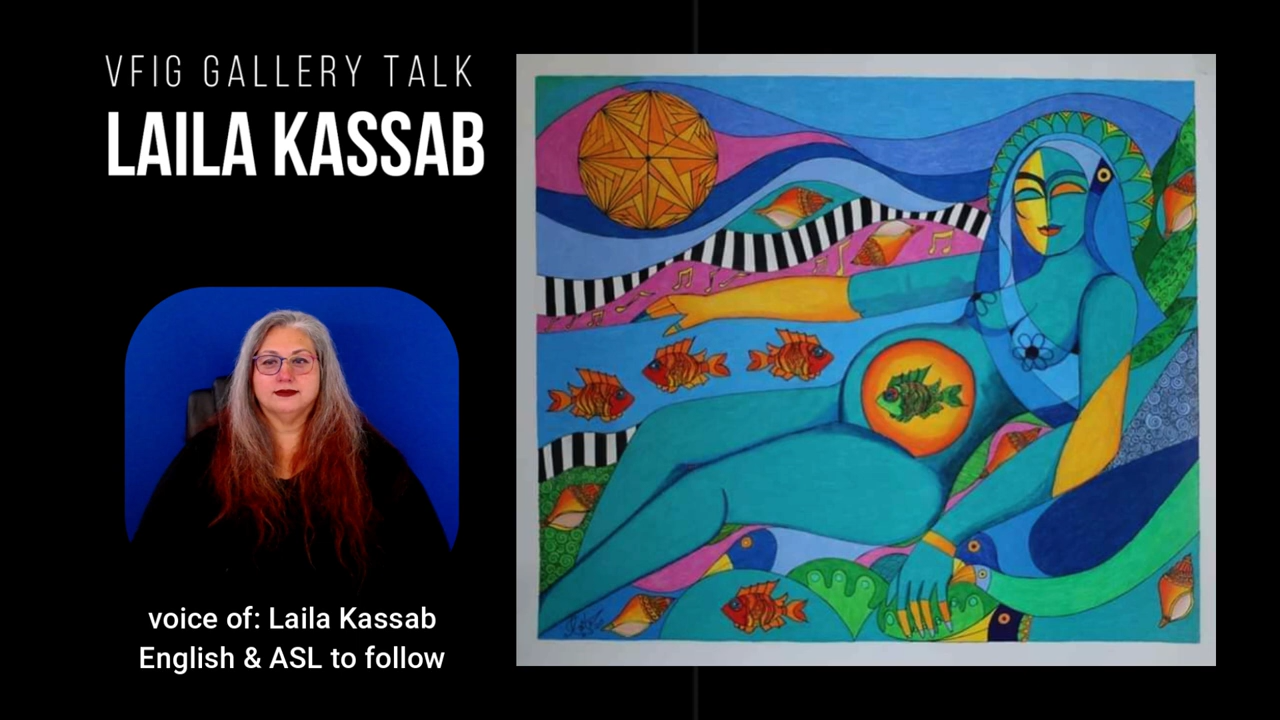 VFIG GALLERY TALK
LAILA KASSAB
voice of: Laila Kassab
English & ASL to follow